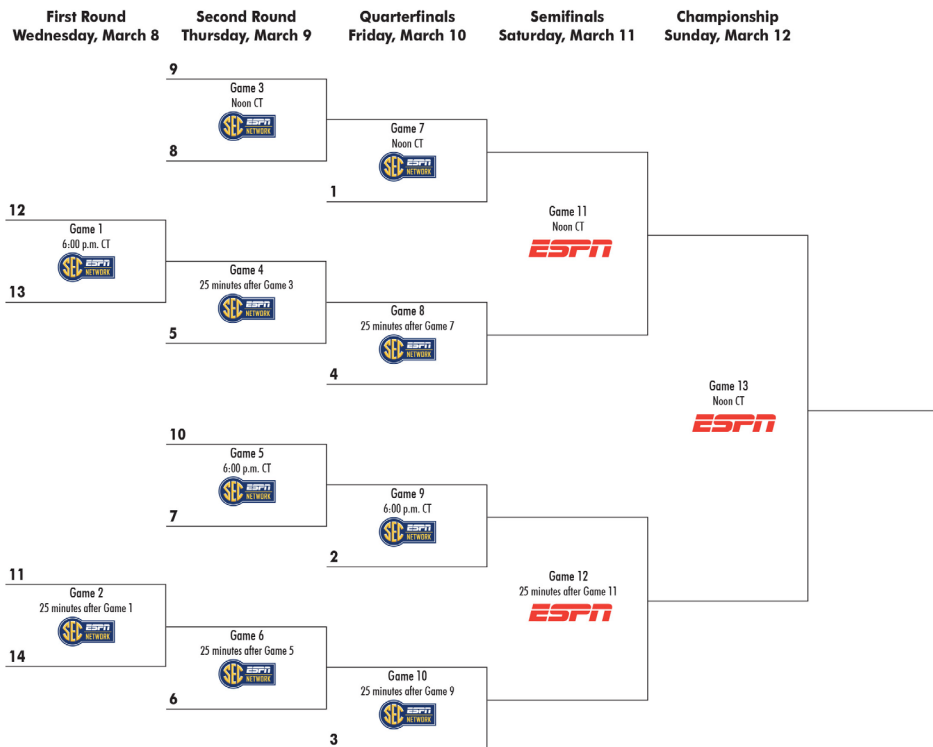 First Round
Wednesday, March 8
Second Round
Thursday, March 9
Quarterfinals
Friday, March 10
Semifinals
Saturday, March 11
Championship
Sunday, March 12
9
Game 3
Noon CT
SEC ESPN NETWORK
8
Game 7
Noon CT
SEC ESPN NETWORK
1
12
Game 1
6:00 p.m. CT
SEC ESPN NETWORK
13
Game 11
Noon CT
ESPN
Game 4
25 minutes after Game 3
SEC ESPN NETWORK
5
Game 8
25 minutes after Game 7
SEC ESPN NETWORK
4
Game 13
Noon CT
ESPN
10
Game 5
6:00 p.m. CT
SEC ESPN NETWORK
7
Game 9
6:00 p.m. CT
SEC ESPN NETWORK
2
11
Game 2
25 minutes after Game 1
SEC ESPN NETWORK
14
Game 12
25 minutes after Game 11
ESPN
Game 6
25 minutes after Game 5
SEC ESPN NETWORK
6
Game 10
25 minutes after Game 9
SEC ESPN NETWORK
3